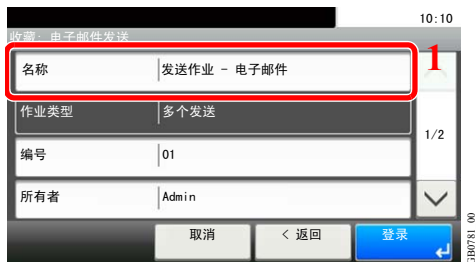 10:10
收藏: 电子邮件发送
名称 发送作业 - 电子邮件
1
作业类型 多个发送
1/2
编号 01
所有者 Admin
取消 < 返回 登录
GB0781_00